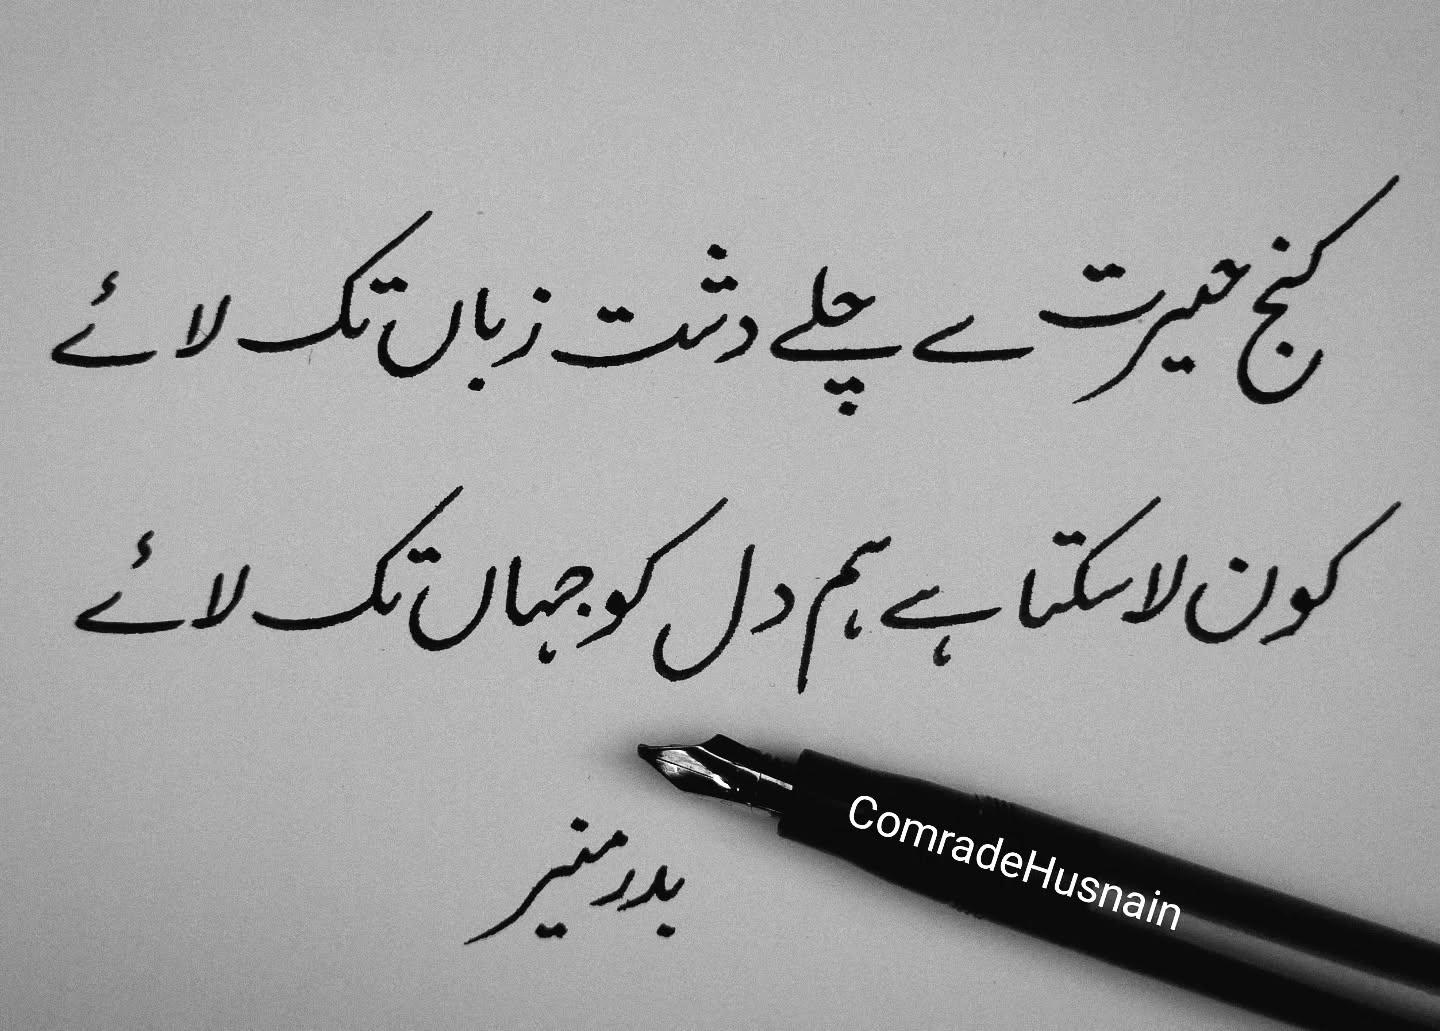 کنج حیرت سے چلے دشت زباں تک لائے
کون لا سکتا ہے ہم دل کو جہاں تک لائے
بدر منیر
ComradeHusnain